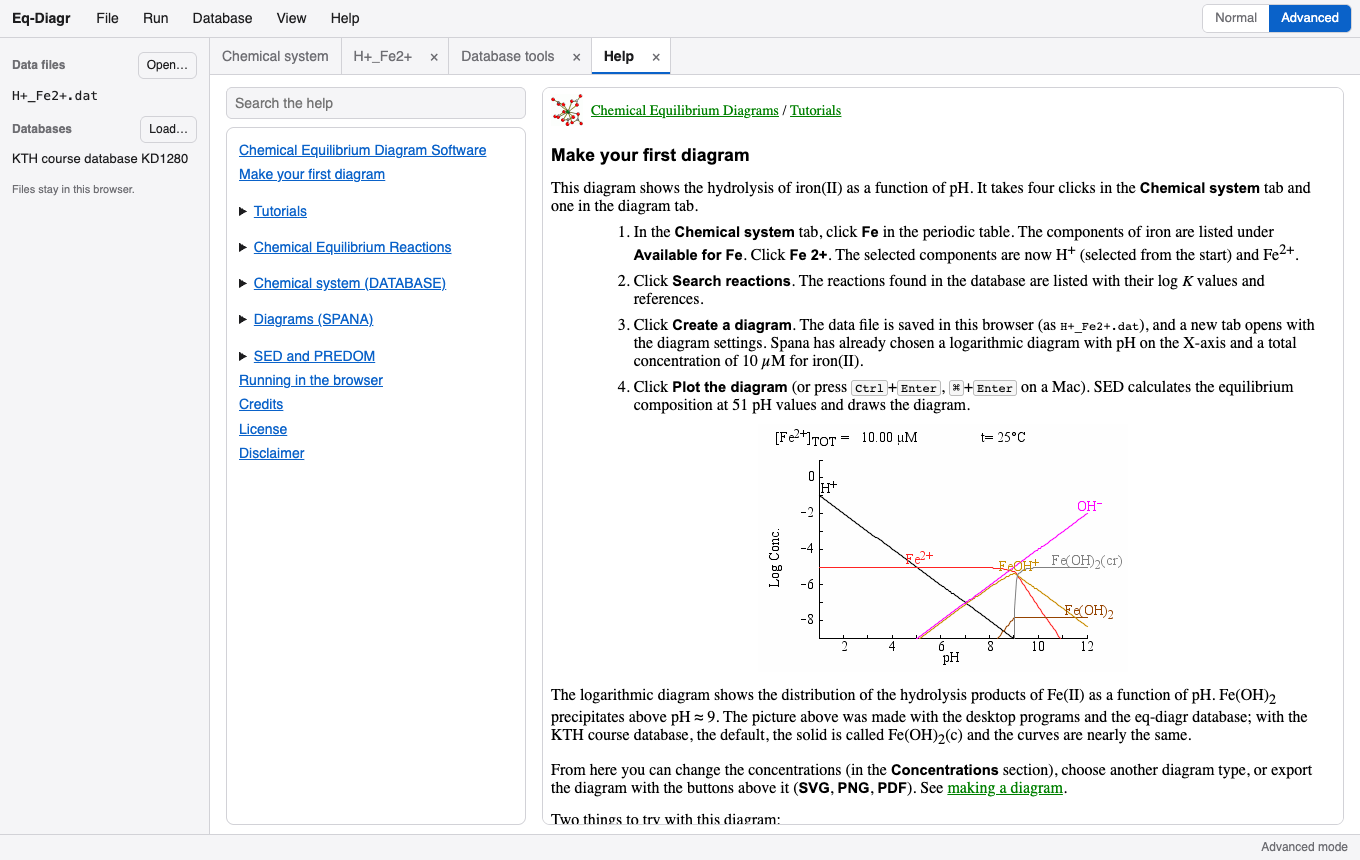 Eq-Diagr File Run Database View Help Normal Advanced
Data files Open...
H+_Fe2+.dat
Databases Load...
KTH course database KD1280
Files stay in this browser.
Chemical system H+_Fe2+ × Database tools × Help ×
Search the help
Chemical Equilibrium Diagram Software
Make your first diagram
Tutorials
Chemical Equilibrium Reactions
Chemical system (DATABASE)
Diagrams (SPANA)
SED and PREDOM
Running in the browser
Credits
License
Disclaimer
Chemical Equilibrium Diagrams / Tutorials
Make your first diagram
This diagram shows the hydrolysis of iron(II) as a function of pH. It takes four clicks in the Chemical system tab and
one in the diagram tab.
1. In the Chemical system tab, click Fe in the periodic table. The components of iron are listed under
Available for Fe. Click Fe 2+. The selected components are now H⁺ (selected from the start) and Fe²⁺.
2. Click Search reactions. The reactions found in the database are listed with their log K values and
references.
3. Click Create a diagram. The data file is saved in this browser (as H+_Fe2+.dat), and a new tab opens with
the diagram settings. Spana has already chosen a logarithmic diagram with pH on the X-axis and a total
concentration of 10 µM for iron(II).
4. Click Plot the diagram (or press Ctrl+Enter, ⌘+Enter on a Mac). SED calculates the equilibrium
composition at 51 pH values and draws the diagram.
[Fe²⁺]TOT = 10.00 µM t= 25°C
0
H⁺
-2
OH⁻
-4
Fe²⁺
FeOH⁺
Fe(OH)₂(cr)
Log Conc.
-6
Fe(OH)₂
-8
2 4 6 8 10 12
pH
The logarithmic diagram shows the distribution of the hydrolysis products of Fe(II) as a function of pH. Fe(OH)₂
precipitates above pH ≈ 9. The picture above was made with the desktop programs and the eq-diagr database; with the
KTH course database, the default, the solid is called Fe(OH)₂(c) and the curves are nearly the same.
From here you can change the concentrations (in the Concentrations section), choose another diagram type, or export
the diagram with the buttons above it (SVG, PNG, PDF). See making a diagram.
Two things to try with this diagram:
Advanced mode